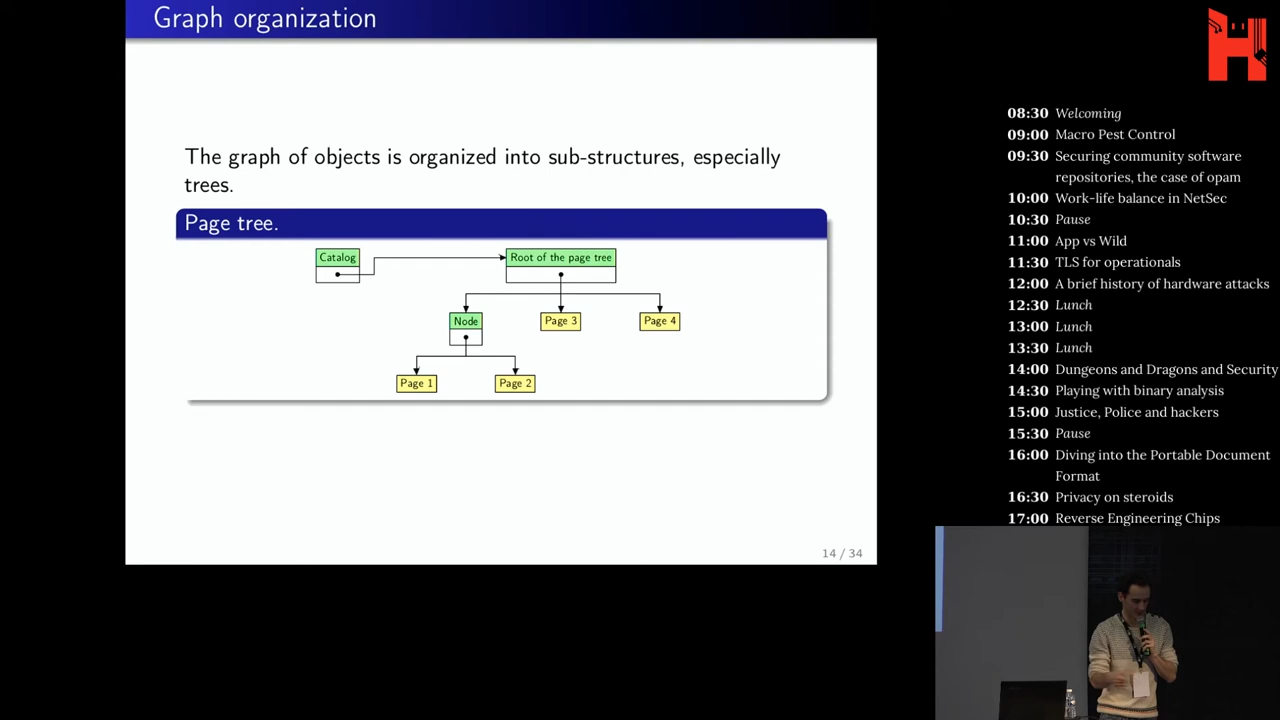 Graph organization
The graph of objects is organized into sub-structures, especially
trees.
Page tree.
Catalog
Root of the page tree
Node
Page 3
Page 4
Page 1
Page 2
14 / 34
08:30 Welcoming
09:00 Macro Pest Control
09:30 Securing community software
repositories, the case of opam
10:00 Work-life balance in NetSec
10:30 Pause
11:00 App vs Wild
11:30 TLS for operationals
12:00 A brief history of hardware attacks
12:30 Lunch
13:00 Lunch
13:30 Lunch
14:00 Dungeons and Dragons and Security
14:30 Playing with binary analysis
15:00 Justice, Police and hackers
15:30 Pause
16:00 Diving into the Portable Document
Format
16:30 Privacy on steroids
17:00 Reverse Engineering Chips